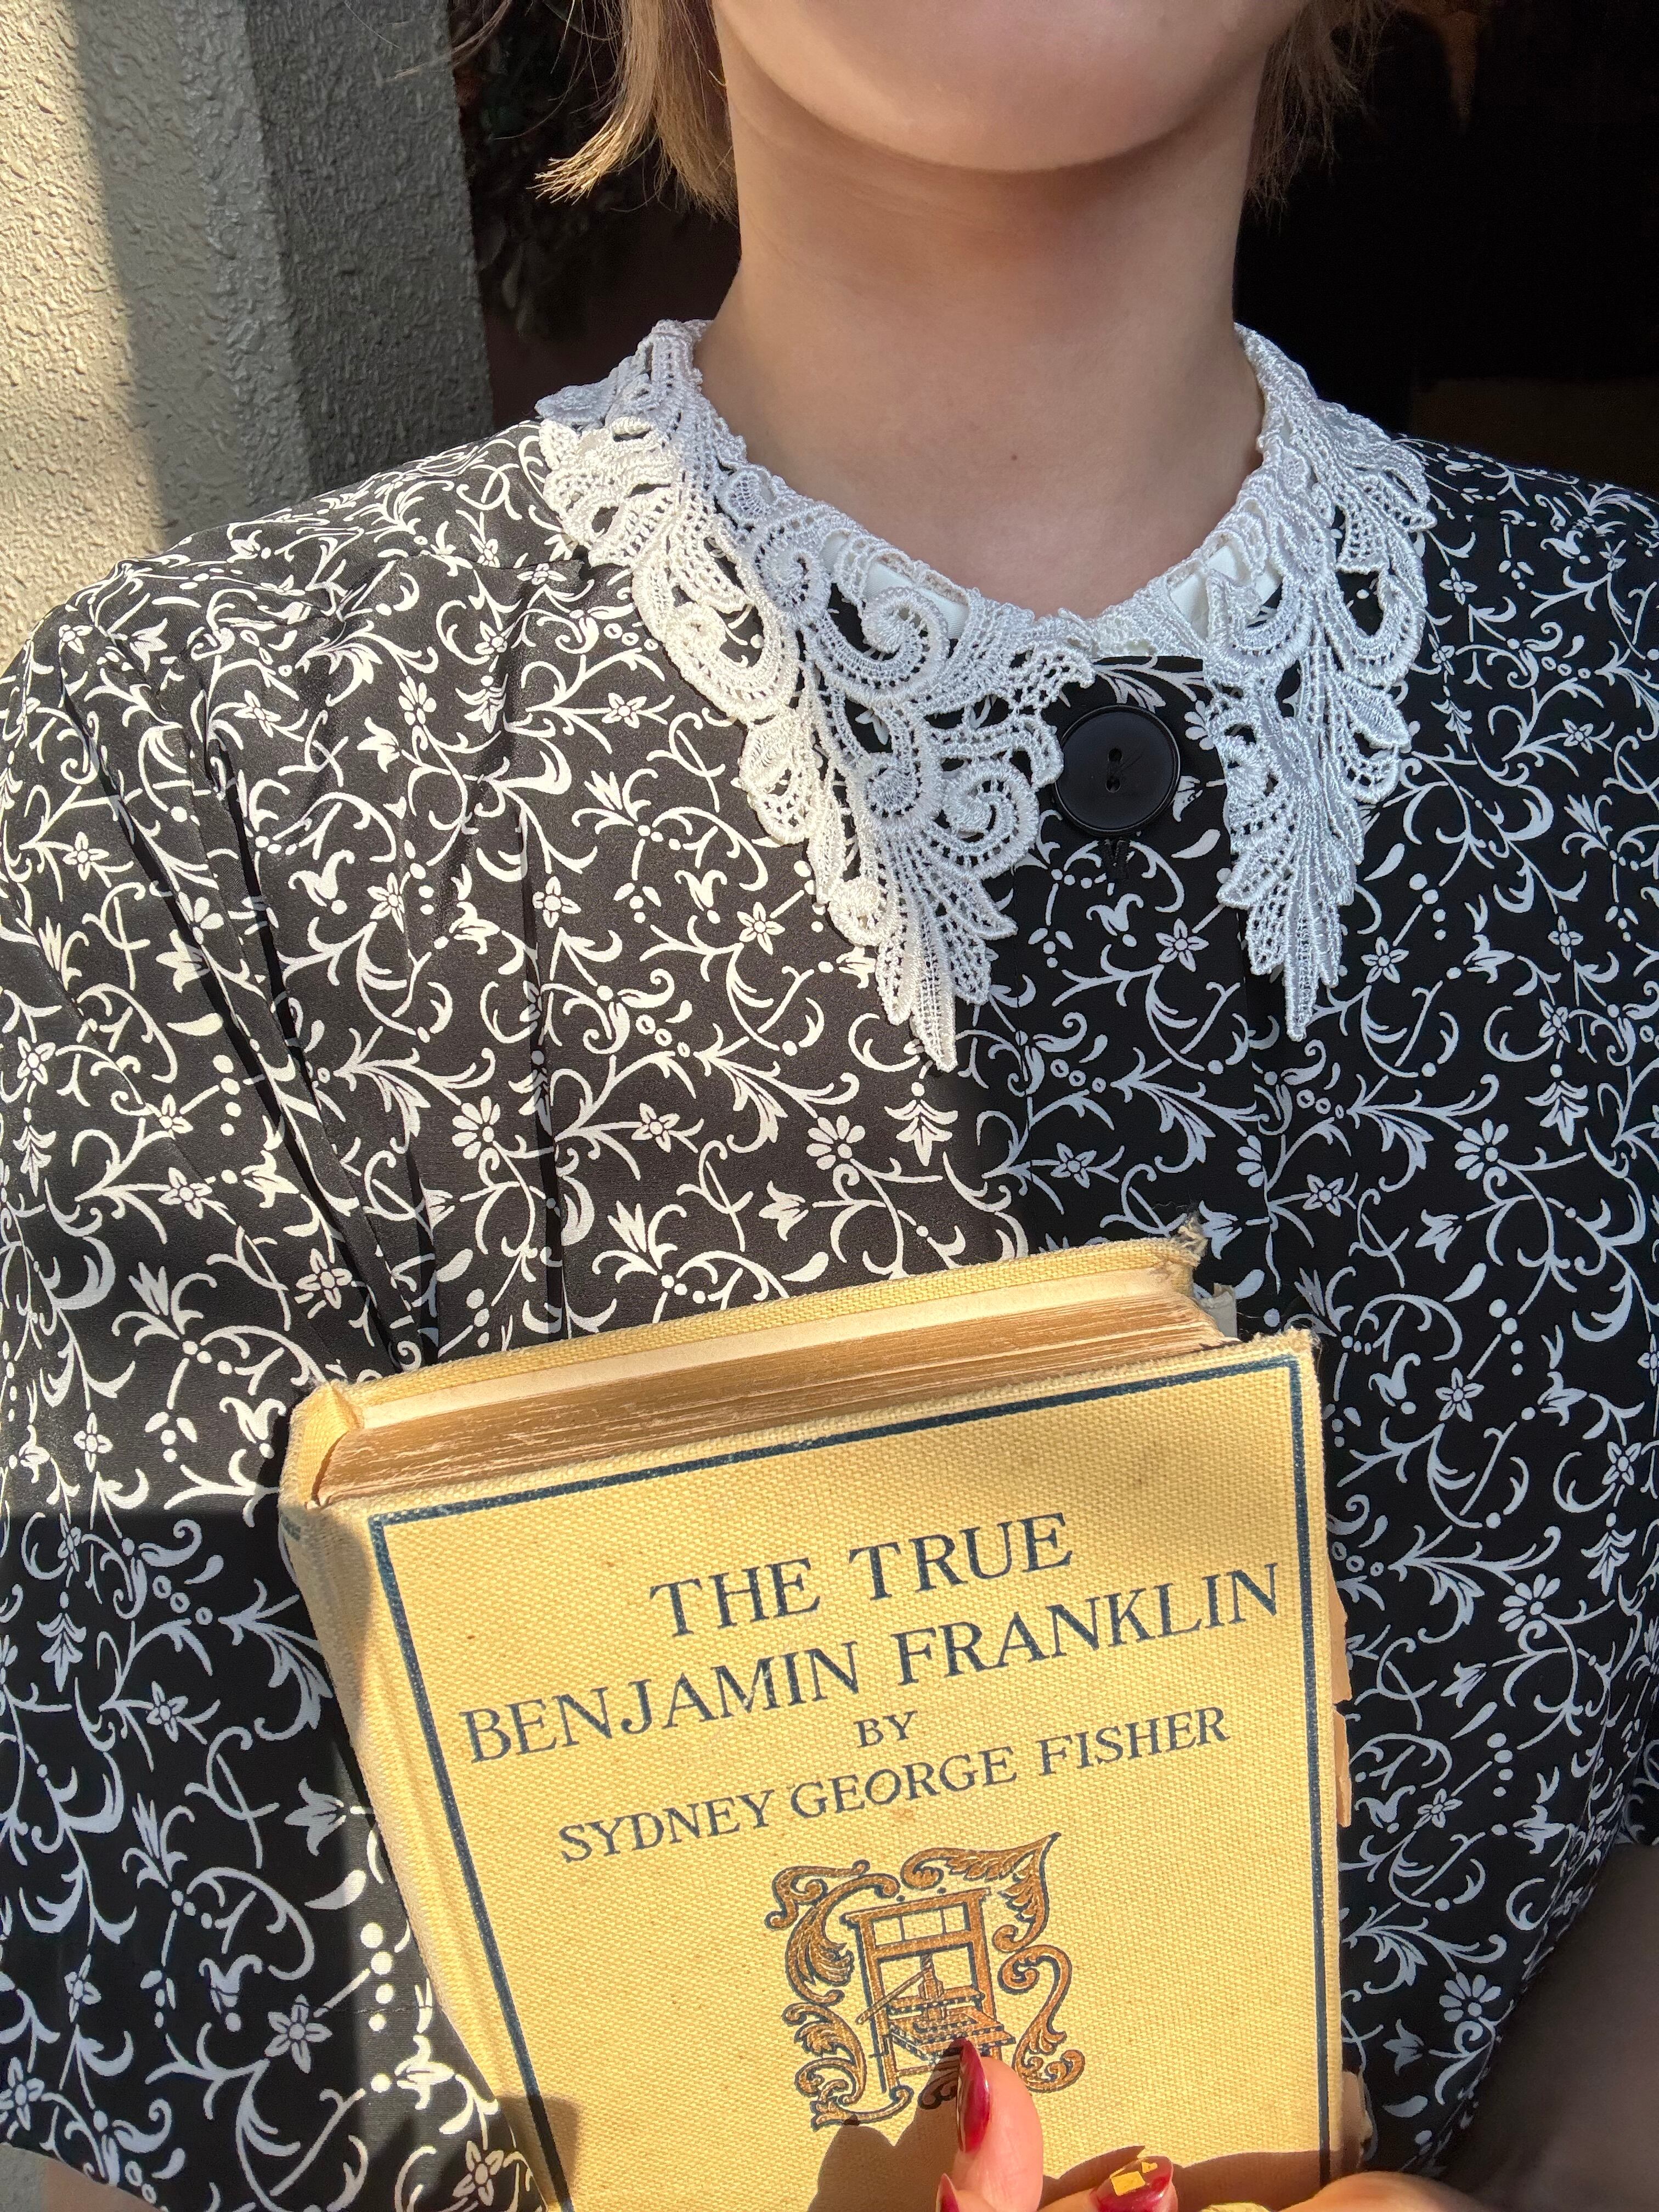 THE TRUE
BENJAMIN FRANKLIN
BY
SYDNEY GEORGE FISHER